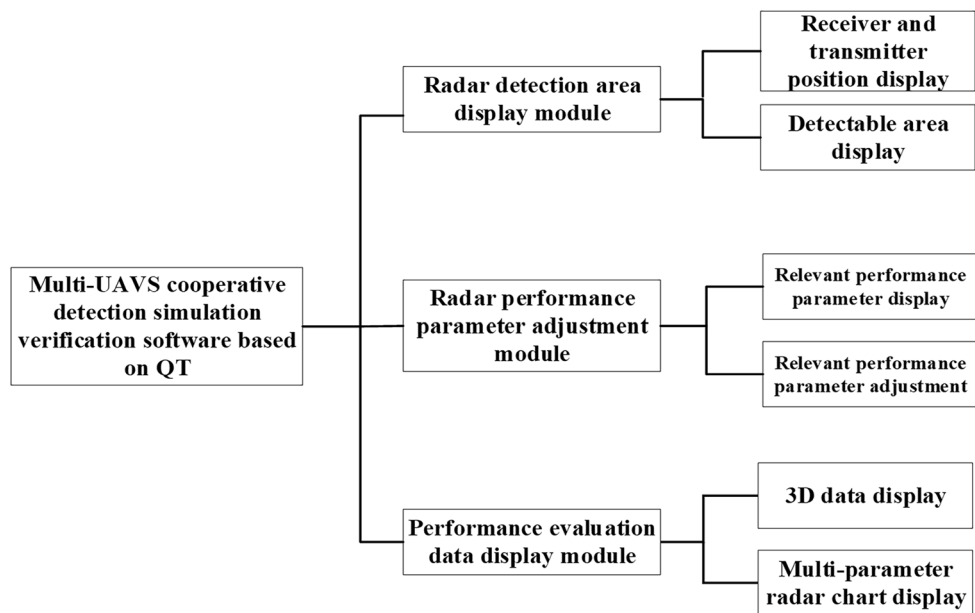 Receiver and
transmitter
position display
Radar detection area
display module
Detectable area
display
Multi-UAVS cooperative
detection simulation
verification software based
on QT
Radar performance
parameter adjustment
module
Relevant performance
parameter display
Relevant performance
parameter adjustment
3D data display
Performance evaluation
data display module
Multi-parameter
radar chart display